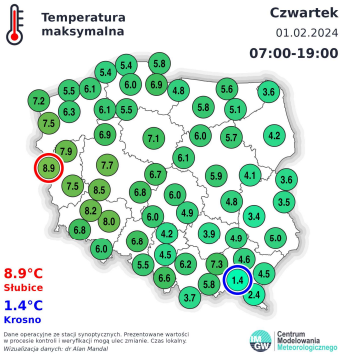 Temperatura
maksymalna
Czwartek
01.02.2024
07:00-19:00
5.4 5.4 5.8
7.2 5.5 6.1 6.0 6.9 4.8 5.6 3.6
7.5 6.3 6.1 5.5 5.8 5.1
6.9 7.1 6.0 5.7 4.2
7.9 8.9 7.7 6.1
7.5 8.5 6.7 5.9 4.1 3.6
8.2 8.0 6.8 6.0 4.8 3.5
6.8 6.0 4.9 3.4
6.0 6.8 4.2 3.9 4.9 6.0
5.5 4.5 6.2 7.3 4.6 4.5
6.6 5.8 1.4
3.7 2.4
8.9°C
Słubice
1.4°C
Krosno
Dane operacyjne ze stacji synoptycznych. Prezentowane wartości
w procesie kontroli i weryfikacji mogą ulec zmianie. Czas lokalny.
Wizualizacja danych: dr Alan Mandal
IM
GW
Centrum
Modelowania
Meteorologicznego